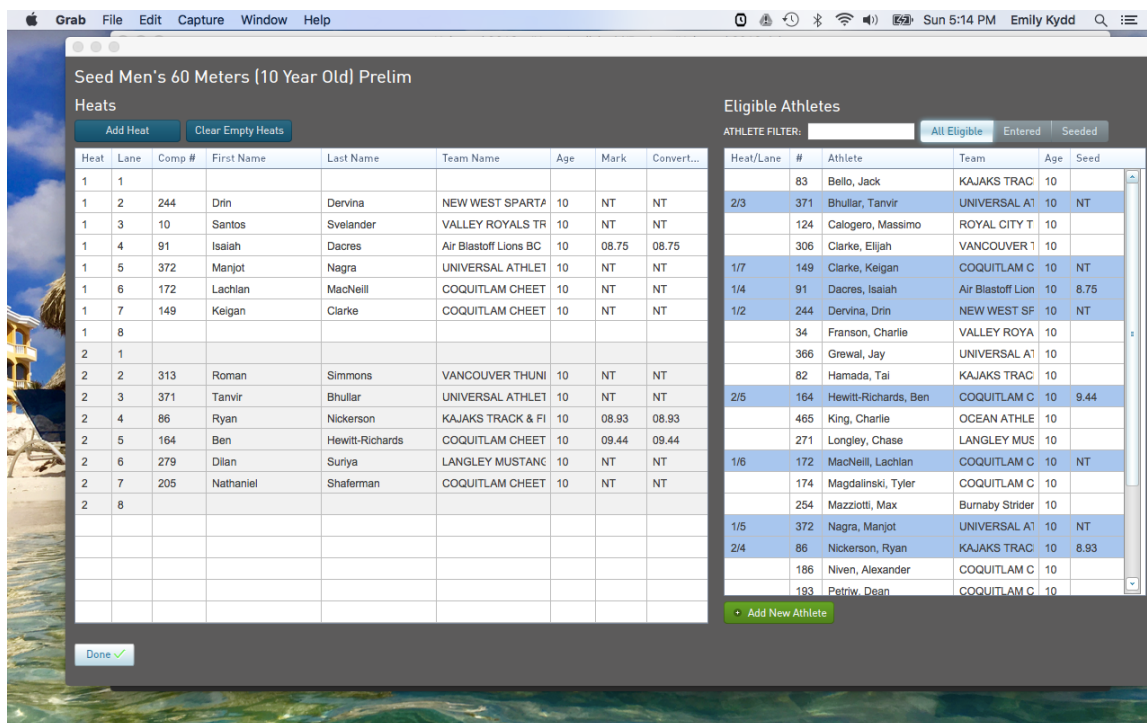 Grab File Edit Capture Window Help Sun 5:14 PM Emily Kydd
Seed Men's 60 Meters (10 Year Old) Prelim
Heats
Add Heat Clear Empty Heats
Heat Lane Comp # First Name Last Name Team Name Age Mark Convert...
1 1
1 2 244 Drin Dervina NEW WEST SPARTA 10 NT NT
1 3 10 Santos Svelander VALLEY ROYALS TR 10 NT NT
1 4 91 Isaiah Dacres Air Blastoff Lions BC 10 08.75 08.75
1 5 372 Manjot Nagra UNIVERSAL ATHLET 10 NT NT
1 6 172 Lachlan MacNeill COQUITLAM CHEET 10 NT NT
1 7 149 Keigan Clarke COQUITLAM CHEET 10 NT NT
1 8
2 1
2 2 313 Roman Simmons VANCOUVER THUNI 10 NT NT
2 3 371 Tanvir Bhullar UNIVERSAL ATHLET 10 NT NT
2 4 86 Ryan Nickerson KAJAKS TRACK & FI 10 08.93 08.93
2 5 164 Ben Hewitt-Richards COQUITLAM CHEET 10 09.44 09.44
2 6 279 Dilan Suriya LANGLEY MUSTANG 10 NT NT
2 7 205 Nathaniel Shaferman COQUITLAM CHEET 10 NT NT
2 8
Done
Eligible Athletes
ATHLETE FILTER: All Eligible Entered Seeded
Heat/Lane # Athlete Team Age Seed
83 Bello, Jack KAJAKS TRAC 10
2/3 371 Bhullar, Tanvir UNIVERSAL AT 10 NT
124 Calogero, Massimo ROYAL CITY T 10
306 Clarke, Elijah VANCOUVER T 10
1/7 149 Clarke, Keigan COQUITLAM C 10 NT
1/4 91 Dacres, Isaiah Air Blastoff Lion 10 8.75
1/2 244 Dervina, Drin NEW WEST SF 10 NT
34 Franson, Charlie VALLEY ROYA 10
366 Grewal, Jay UNIVERSAL AT 10
82 Hamada, Tai KAJAKS TRAC 10
2/5 164 Hewitt-Richards, Ben COQUITLAM C 10 9.44
465 King, Charlie OCEAN ATHLE 10
271 Longley, Chase LANGLEY MUS 10
1/6 172 MacNeill, Lachlan COQUITLAM C 10 NT
174 Magdalinski, Tyler COQUITLAM C 10
254 Mazziotti, Max Burnaby Strider 10
1/5 372 Nagra, Manjot UNIVERSAL AT 10 NT
2/4 86 Nickerson, Ryan KAJAKS TRAC 10 8.93
186 Niven, Alexander COQUITLAM C 10
193 Petriw, Dean COQUITLAM C 10
Add New Athlete